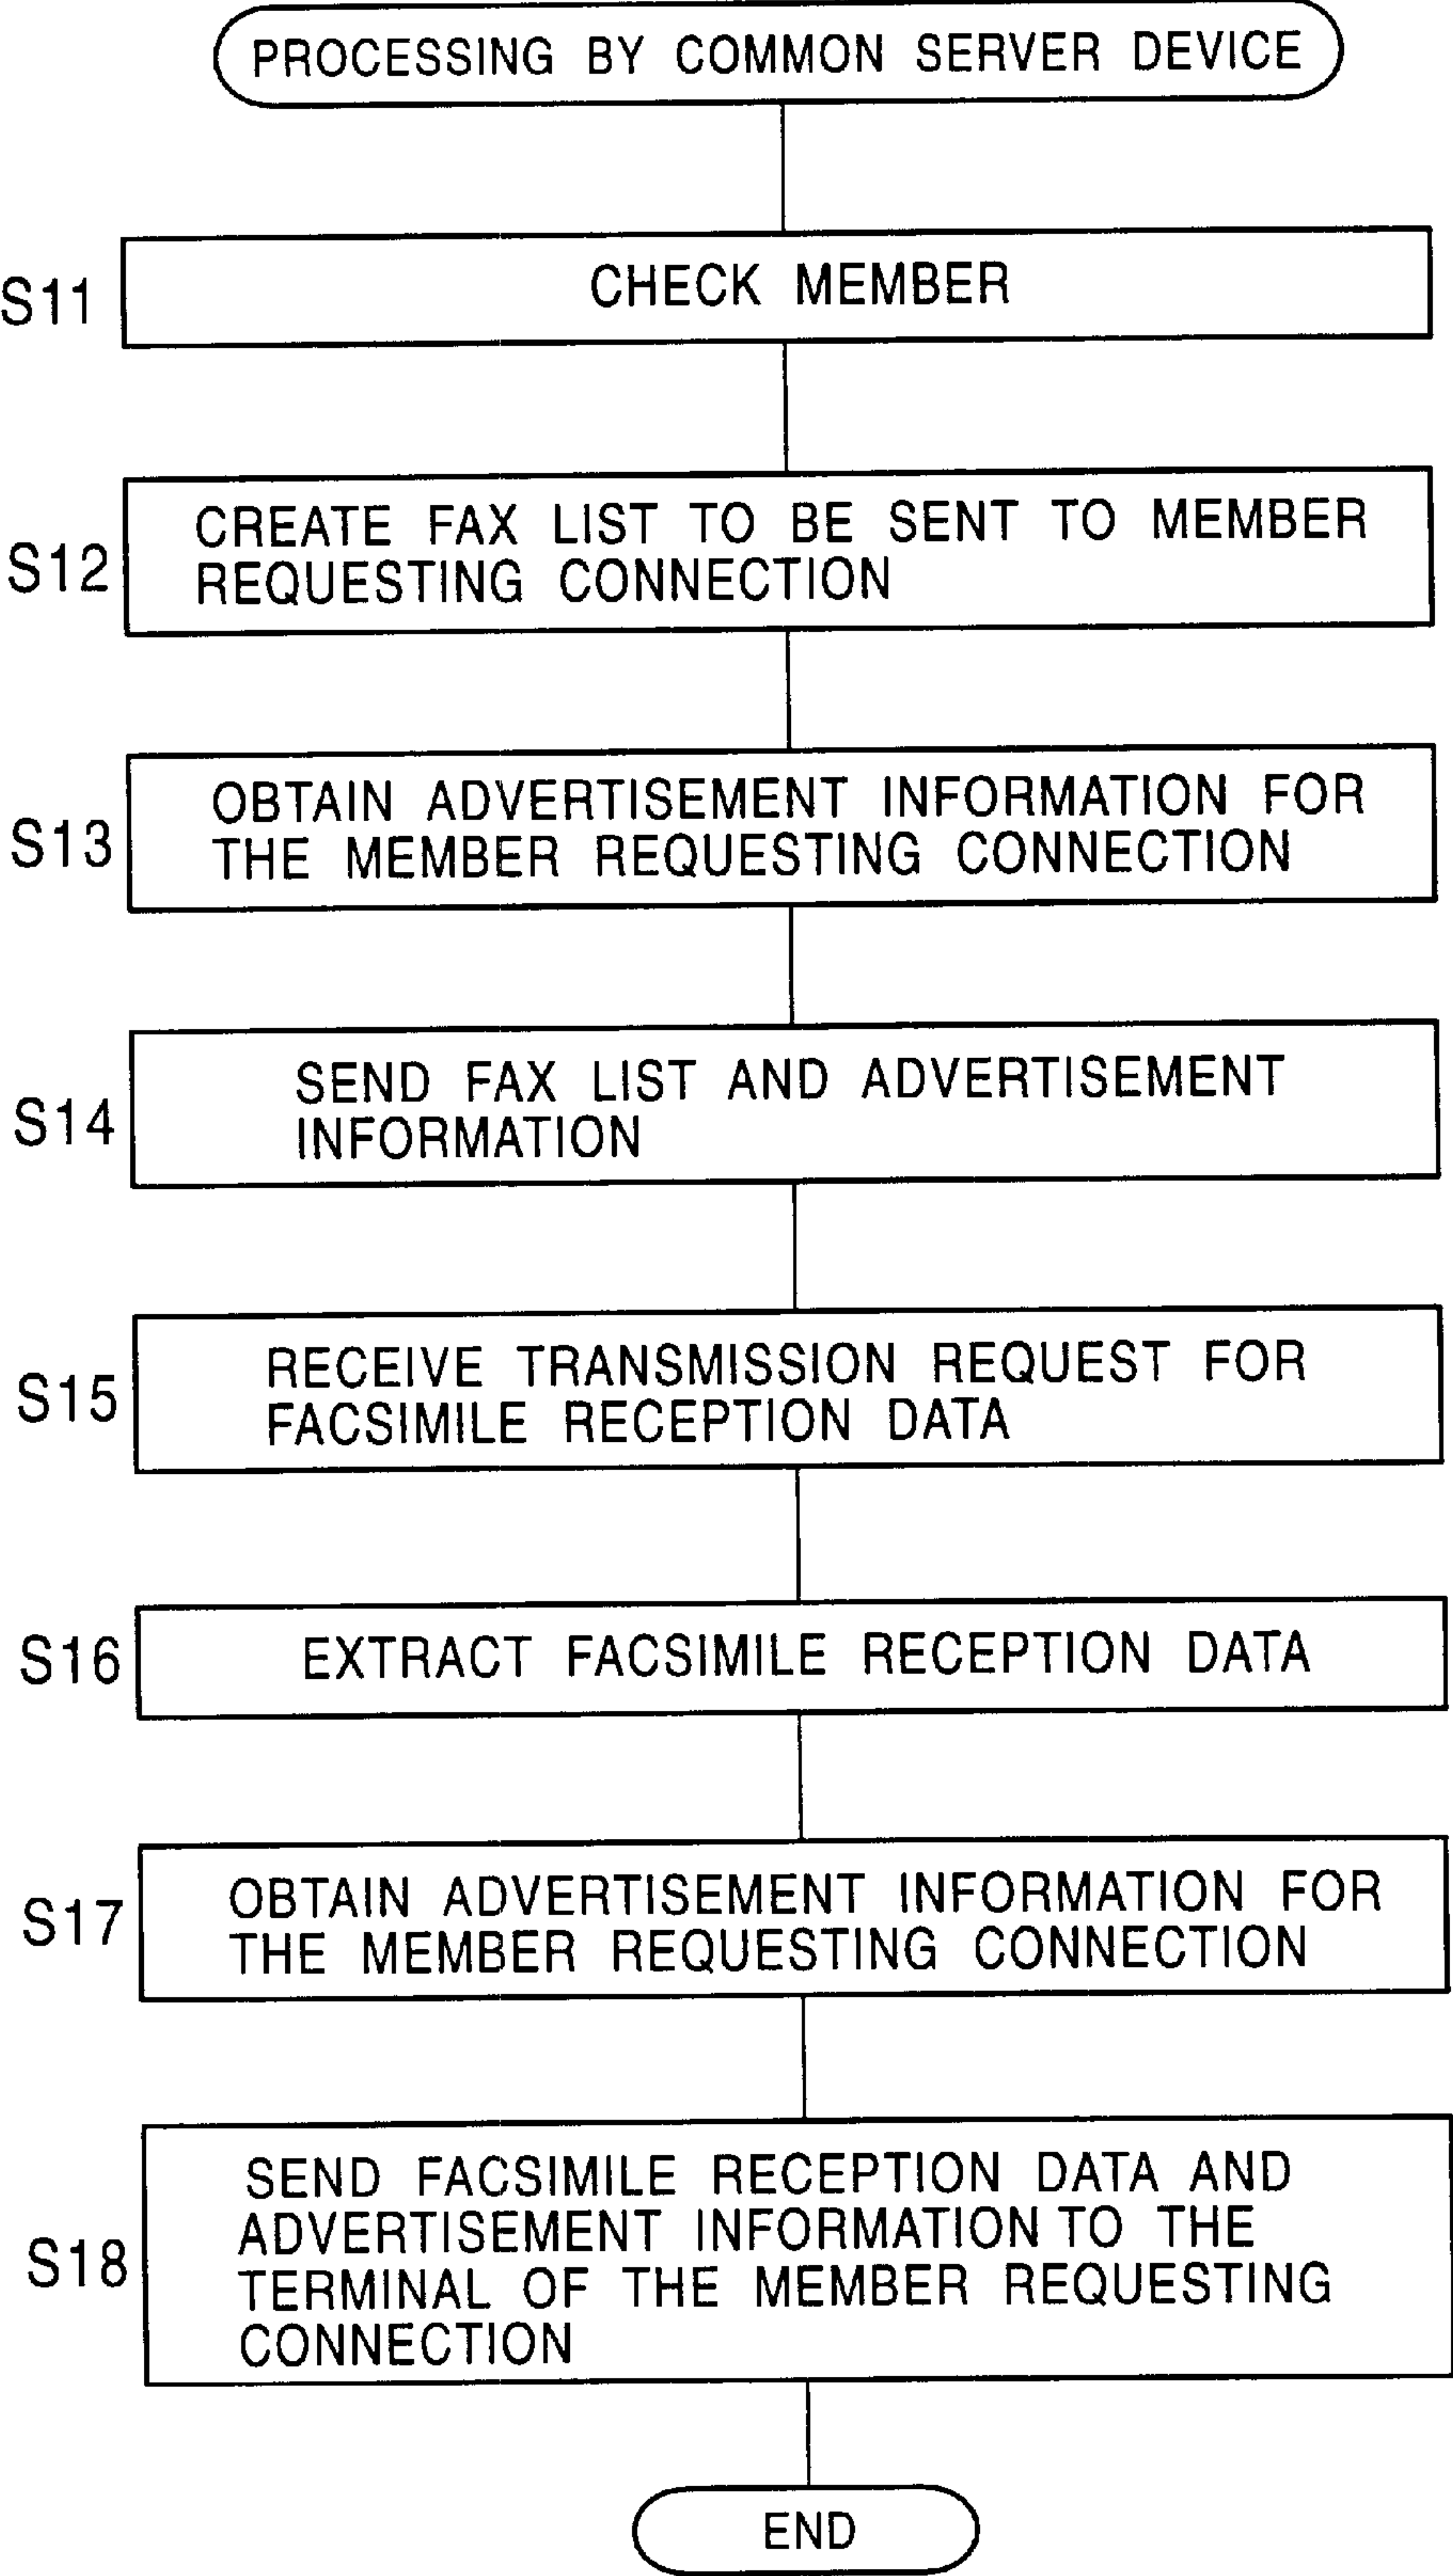 PROCESSING BY COMMON SERVER DEVICE
S11
CHECK MEMBER
S12
CREATE FAX LIST TO BE SENT TO MEMBER
REQUESTING CONNECTION
S13
OBTAIN ADVERTISEMENT INFORMATION FOR
THE MEMBER REQUESTING CONNECTION
S14
SEND FAX LIST AND ADVERTISEMENT
INFORMATION
S15
RECEIVE TRANSMISSION REQUEST FOR
FACSIMILE RECEPTION DATA
S16
EXTRACT FACSIMILE RECEPTION DATA
S17
OBTAIN ADVERTISEMENT INFORMATION FOR
THE MEMBER REQUESTING CONNECTION
S18
SEND FACSIMILE RECEPTION DATA AND
ADVERTISEMENT INFORMATION TO THE
TERMINAL OF THE MEMBER REQUESTING
CONNECTION
END